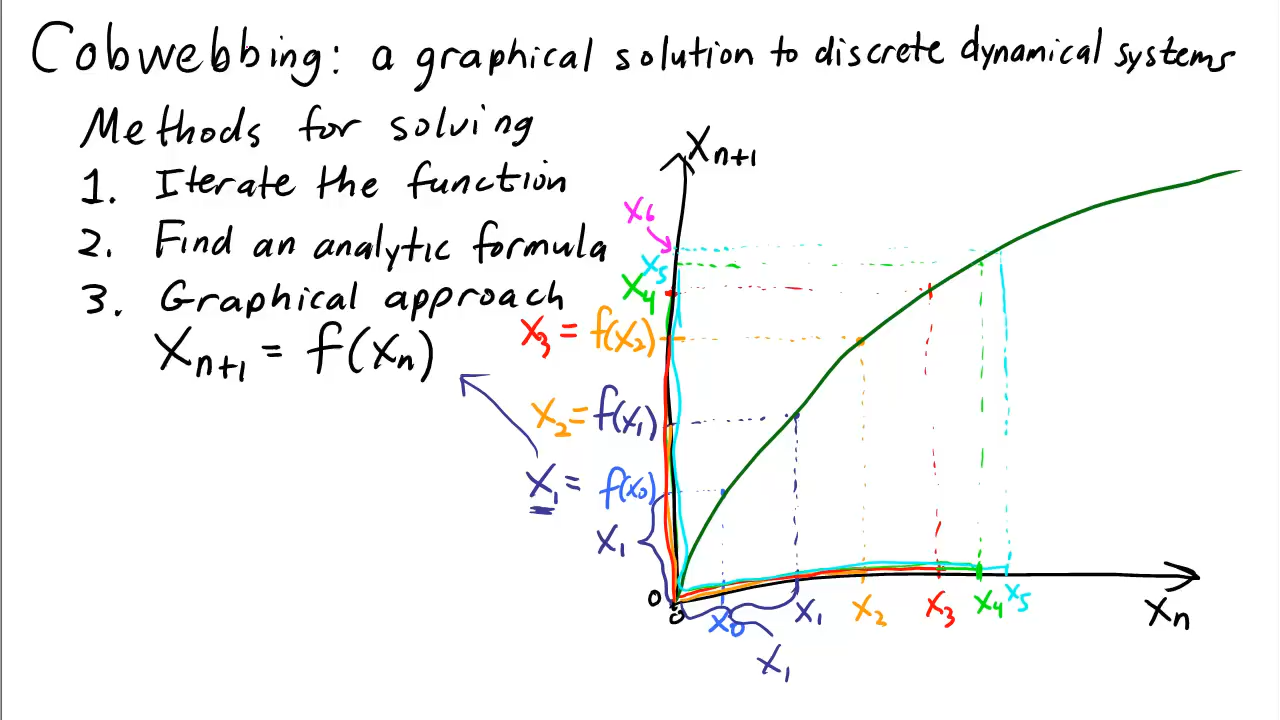 Cobwebbing: a graphical solution to discrete dynamical systems
Methods for solving
1. Iterate the function
2. Find an analytic formula
3. Graphical approach
xₙ₊₁ = f(xₙ)
xₙ₊₁
x₆
x₅
x₄
x₃ = f(x₂)
x₂ = f(x₁)
x₁ = f(x₀)
x₁
0
0
x₀ x₁ x₂ x₃ x₄ x₅ xₙ
x₁